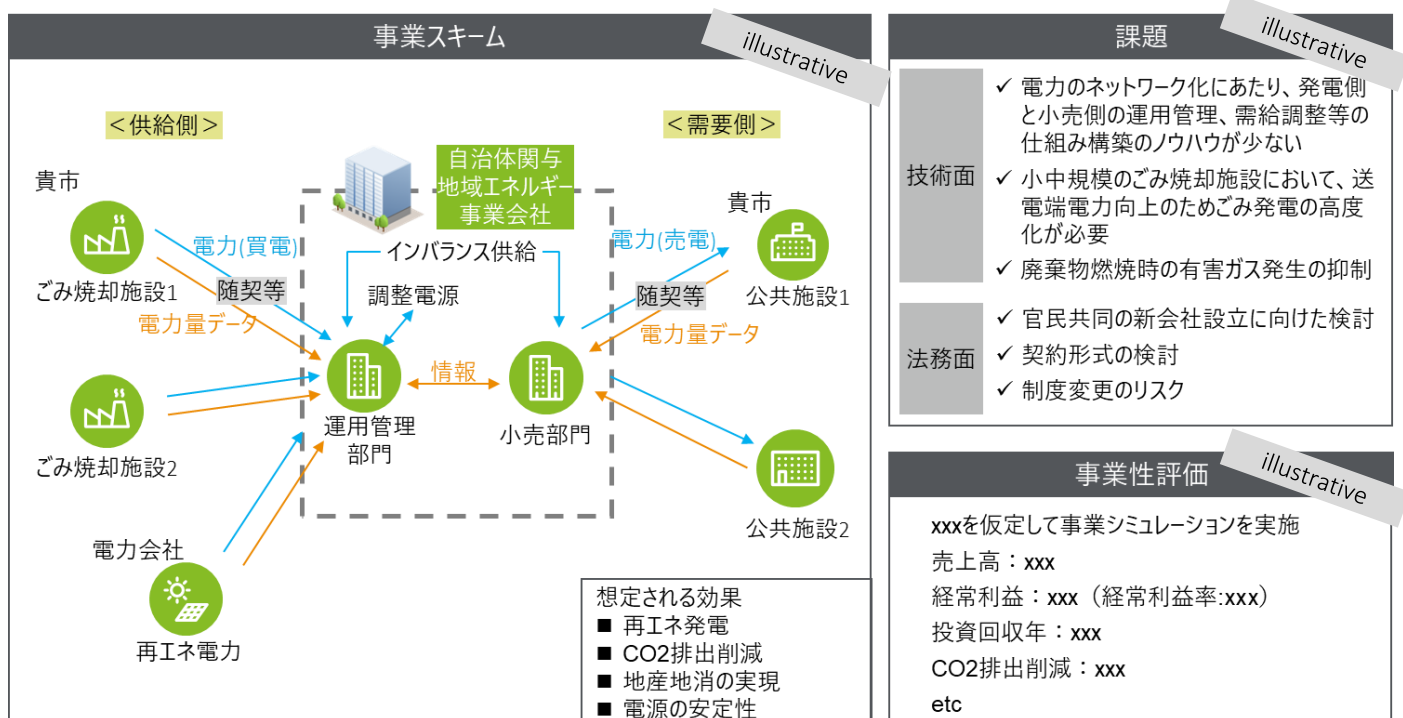 事業スキーム
illustrative
<供給側>
<需要側>
自治体関与
地域エネルギー
事業会社
貴市
ごみ焼却施設1
電力(買電)
随契等
電力量データ
インバランス供給
調整電源
電力(売電)
随契等
電力量データ
貴市
公共施設1
情報
運用管理
部門
小売部門
ごみ焼却施設2
公共施設2
電力会社
再エネ電力
想定される効果
■ 再エネ発電
■ CO2排出削減
■ 地産地消の実現
■ 電源の安定性
課題
illustrative
技術面
✓ 電力のネットワーク化にあたり、発電側
と小売側の運用管理、需給調整等の
仕組み構築のノウハウが少ない
✓ 小中規模のごみ焼却施設において、送
電端電力向上のためごみ発電の高度
化が必要
✓ 廃棄物燃焼時の有害ガス発生の抑制
法務面
✓ 官民共同の新会社設立に向けた検討
✓ 契約形式の検討
✓ 制度変更のリスク
事業性評価
illustrative
xxxを仮定して事業シミュレーションを実施
売上高：xxx
経常利益：xxx（経常利益率:xxx）
投資回収年：xxx
CO2排出削減：xxx
etc